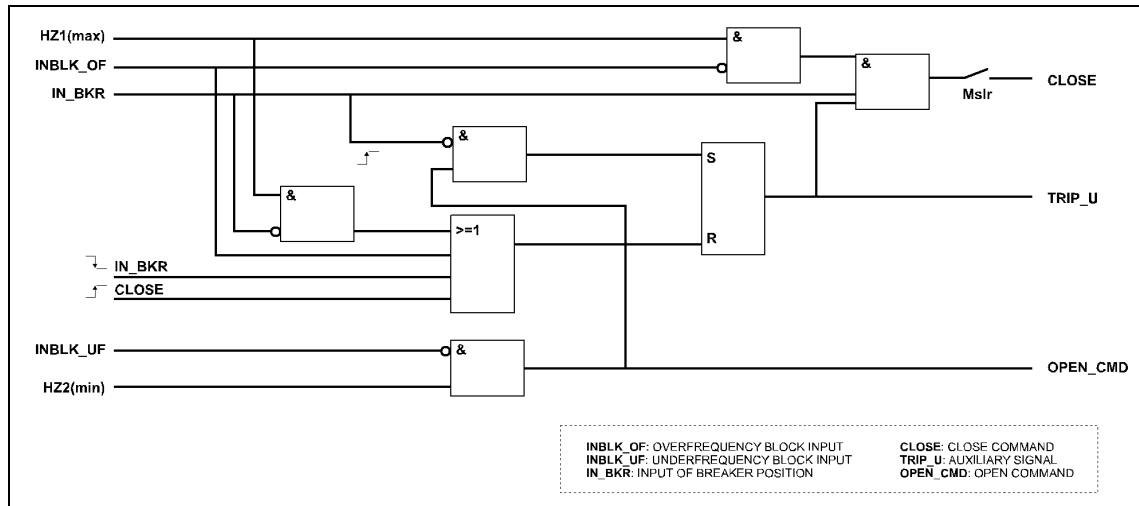 HZ1(max)
INBLK_OF
IN_BKR
&
&
Mslr
CLOSE
&
S
&
TRIP_U
>=1
R
IN_BKR
CLOSE
INBLK_UF
&
HZ2(min)
OPEN_CMD
INBLK_OF: OVERFREQUENCY BLOCK INPUT
INBLK_UF: UNDERFREQUENCY BLOCK INPUT
IN_BKR: INPUT OF BREAKER POSITION
CLOSE: CLOSE COMMAND
TRIP_U: AUXILIARY SIGNAL
OPEN_CMD: OPEN COMMAND